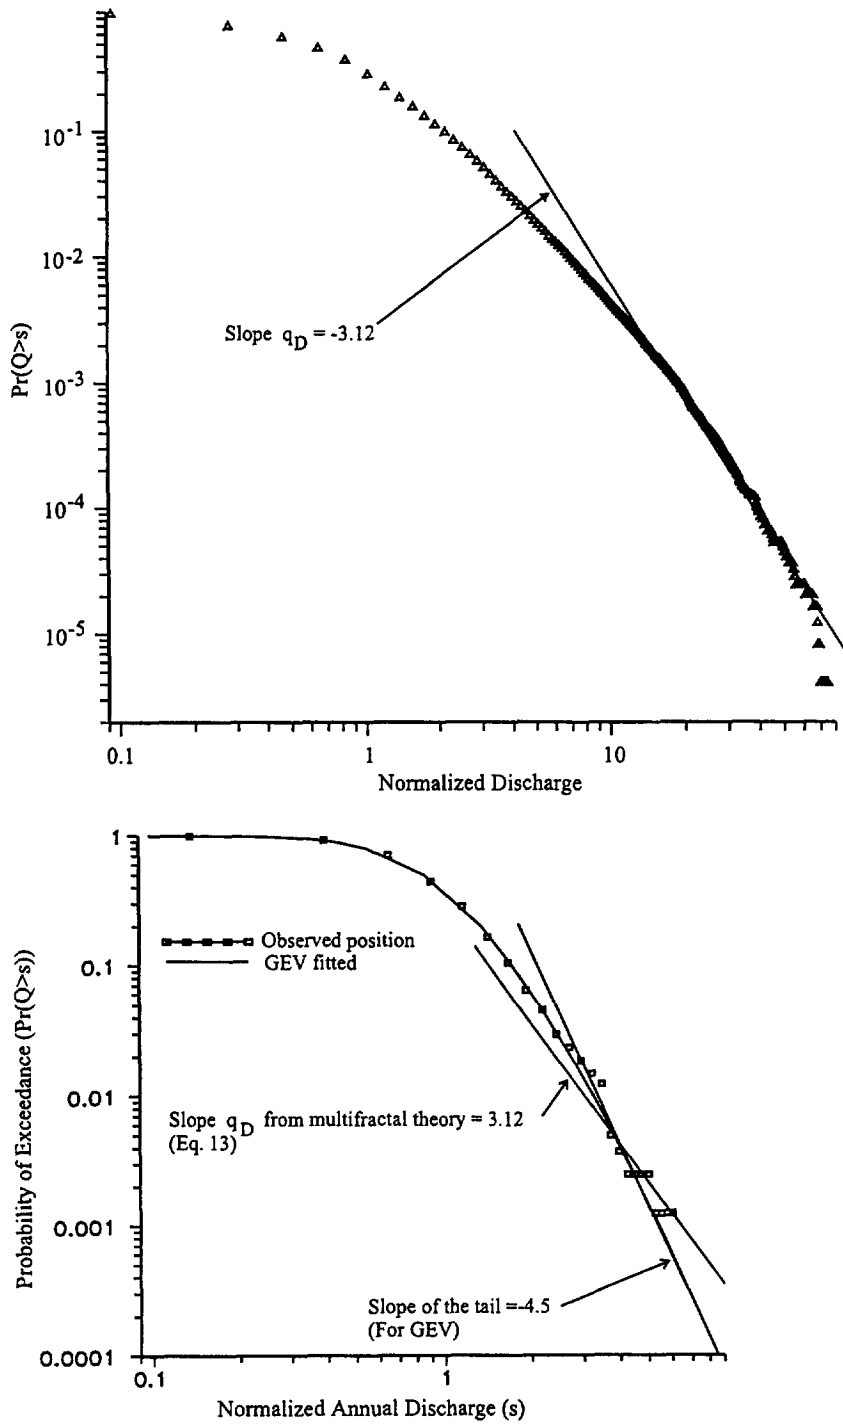 10-1
10-2
10-3
10-4
10-5
Pr(Q>s)
Slope qD = -3.12
0.1
1
10
Normalized Discharge
1
0.1
0.01
0.001
0.0001
Probability of Exceedance (Pr(Q>s))
Observed position
GEV fitted
Slope qD from multifractal theory = 3.12
(Eq. 13)
Slope of the tail =-4.5
(For GEV)
0.1
1
Normalized Annual Discharge (s)